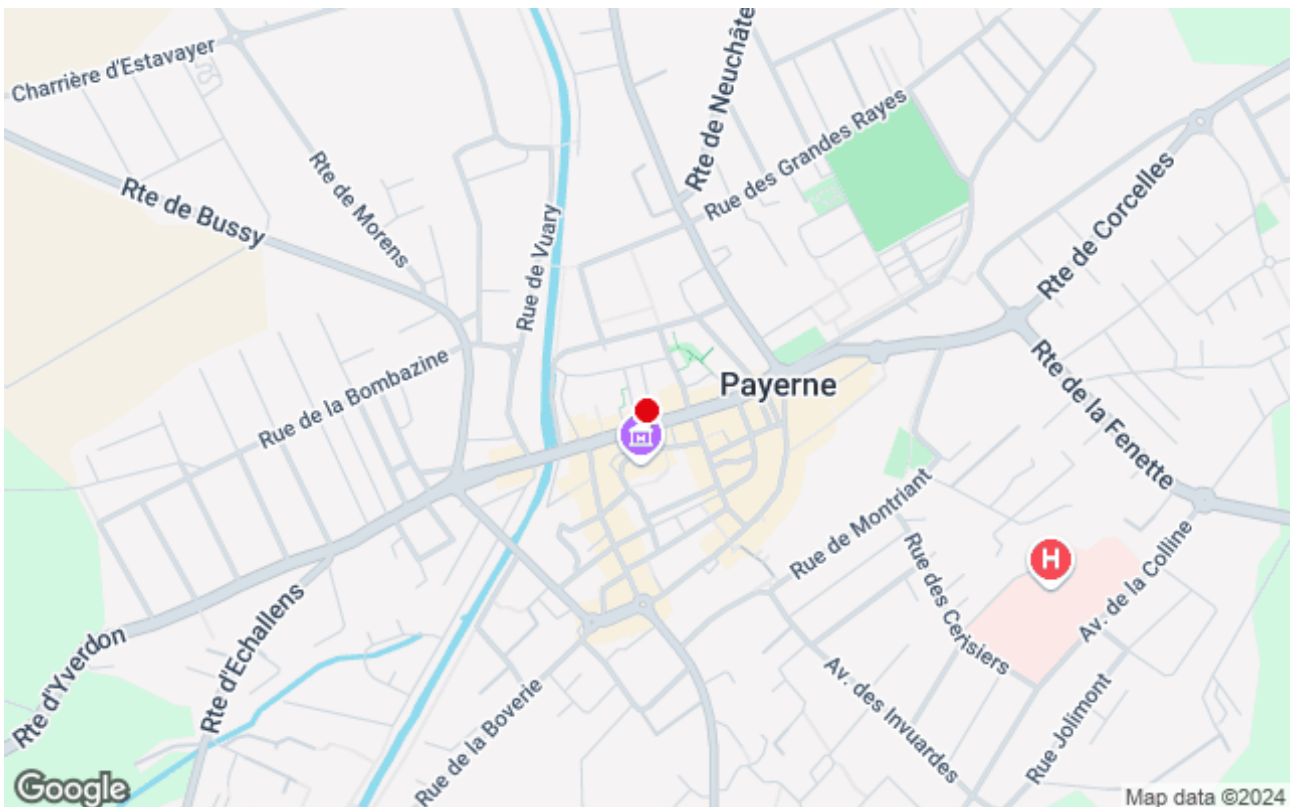 Charrière d'Estavayer
Rte de Neuchâte
Rue des Grandes Rayes
Rte de Morens
Rte de Bussy
Rue de Vuary
Rte de Corcelles
Rue de la Bombazine
Payerne
Rte de la Fenette
Rue de Montriant
H
Rue des Cerisiers
Av. de la Colline
Rte d'Yverdon
Rte d'Echallens
Rue de la Boverie
Av. des Invuardes
Rue Jolimont
Google
Map data ©2024